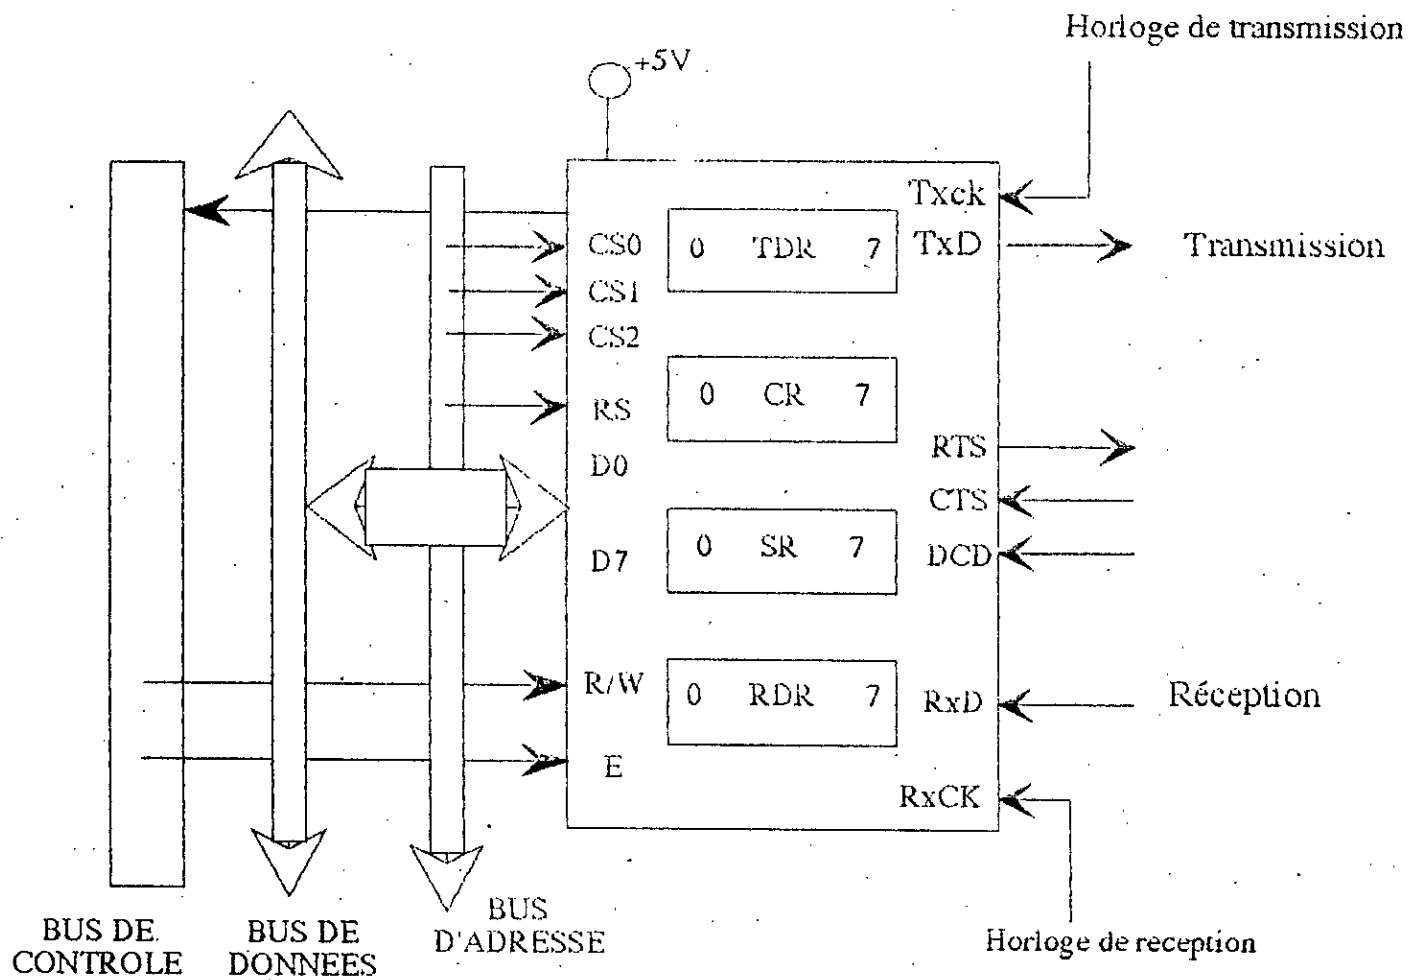 Horloge de transmission
+5V
Txck
CS0
0 TDR 7
TxD
Transmission
CS1
CS2
RS
0 CR 7
RTS
D0
CTS
D7
0 SR 7
DCD
R/W
0 RDR 7
RxD
Réception
E
RxCK
BUS DE.
CONTROLE
BUS DE
DONNEES
BUS
D'ADRESSE
Horloge de reception